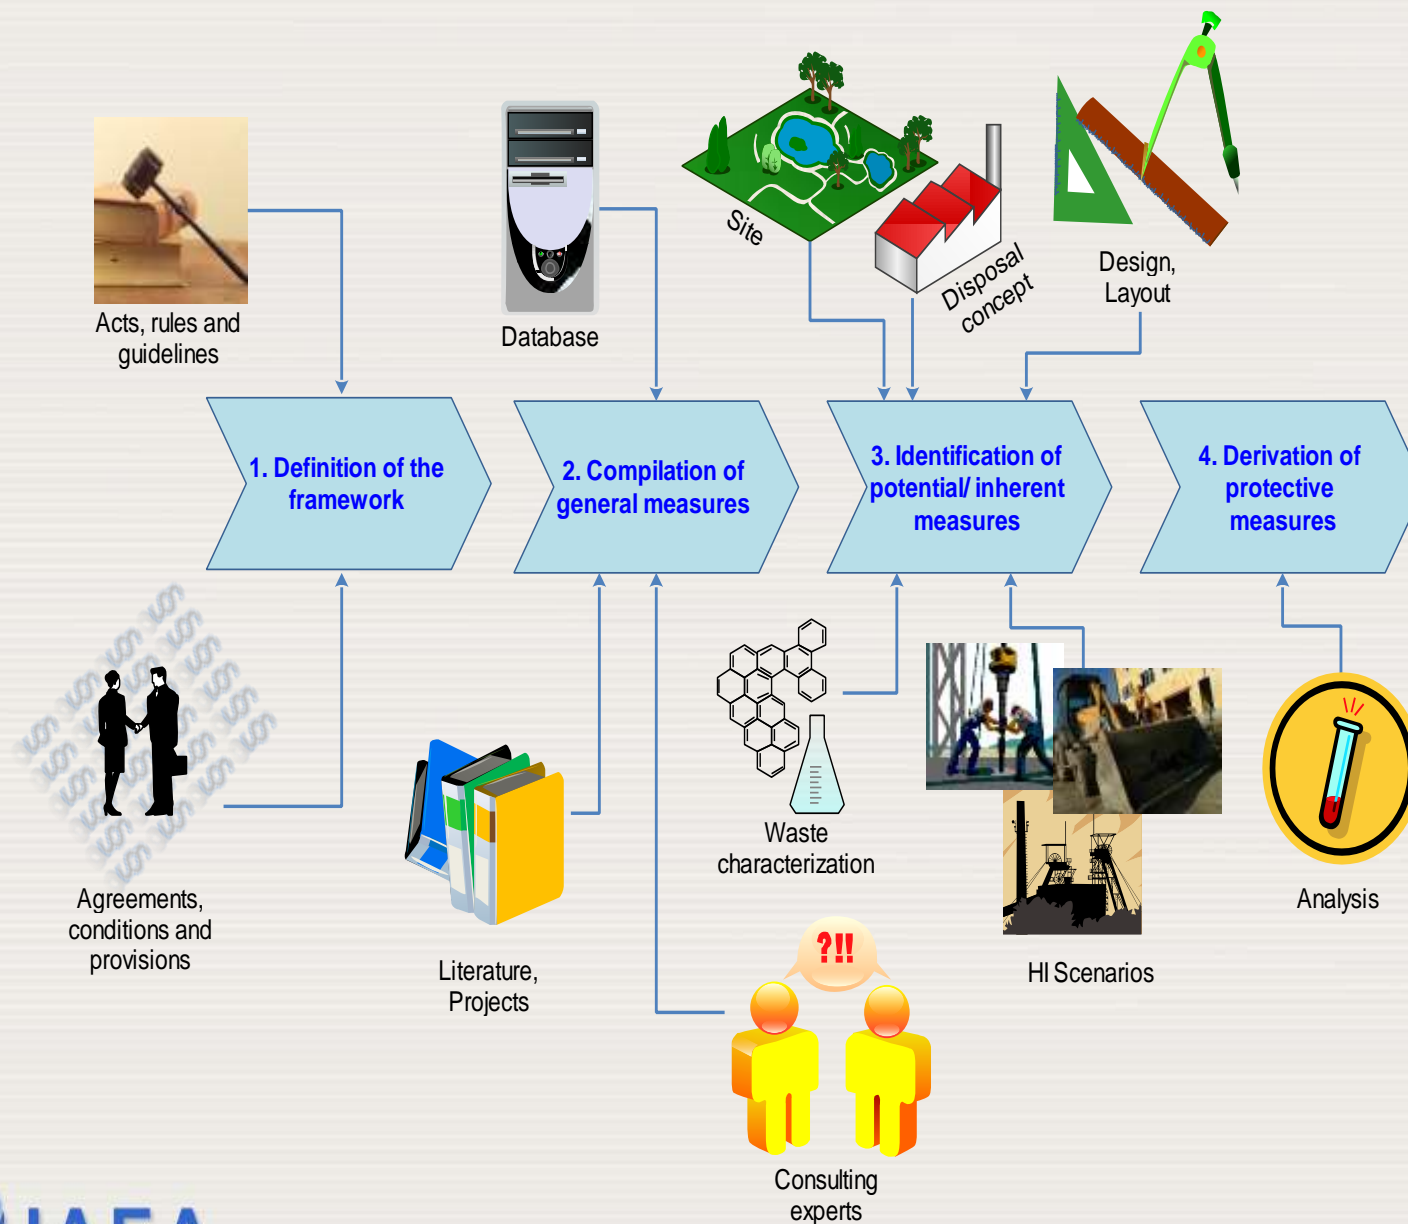 Site
Disposal
concept
Design,
Layout
Acts, rules and
guidelines
Database
1. Definition of the
framework
2. Compilation of
general measures
3. Identification of
potential/ inherent
measures
4. Derivation of
protective
measures
Agreements,
conditions and
provisions
Literature,
Projects
Waste
characterization
HI Scenarios
Analysis
?!!
Consulting
experts
IAEA